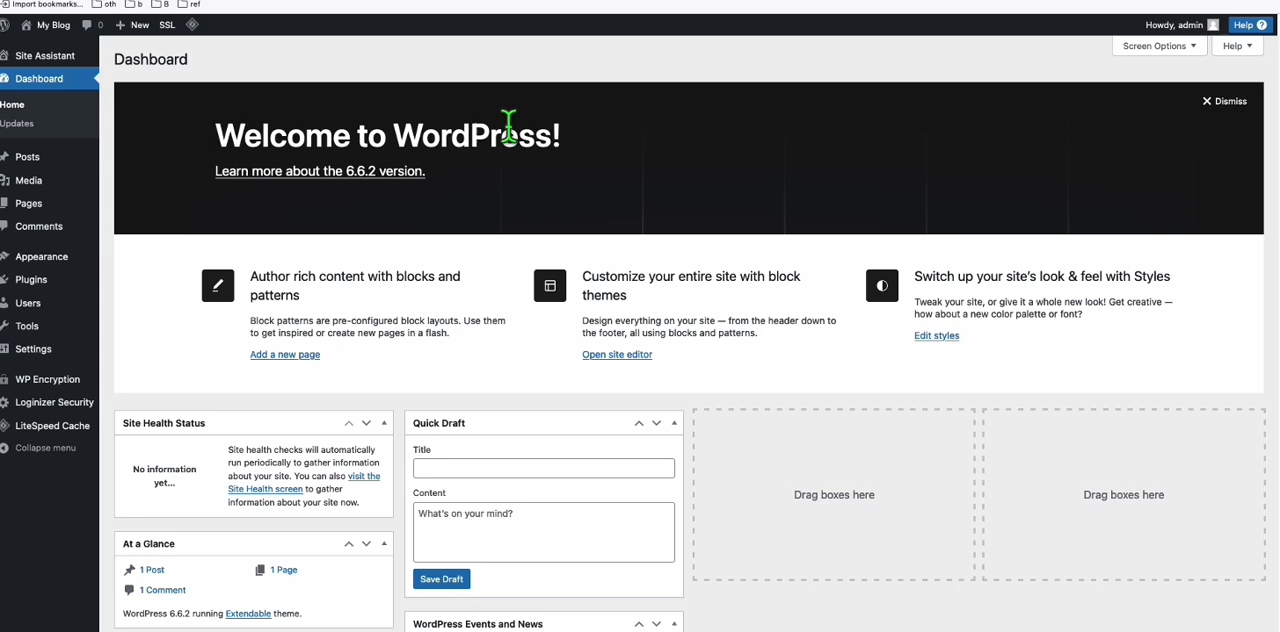 Import bookmarks... oth b B ref
My Blog 0 New SSL Howdy, admin Help
Screen Options Help
Site Assistant
Dashboard
Home
Updates
Posts
Media
Pages
Comments
Appearance
Plugins
Users
Tools
Settings
WP Encryption
Loginizer Security
LiteSpeed Cache
Collapse menu
Dashboard
Dismiss
Welcome to WordPress!
Learn more about the 6.6.2 version.
Author rich content with blocks and
patterns
Block patterns are pre-configured block layouts. Use them
to get inspired or create new pages in a flash.
Add a new page
Customize your entire site with block
themes
Design everything on your site — from the header down to
the footer, all using blocks and patterns.
Open site editor
Switch up your site's look & feel with Styles
Tweak your site, or give it a whole new look! Get creative —
how about a new color palette or font?
Edit styles
Site Health Status
No information
yet...
Site health checks will automatically
run periodically to gather information
about your site. You can also visit the
Site Health screen to gather
information about your site now.
At a Glance
1 Post 1 Page
1 Comment
WordPress 6.6.2 running Extendable theme.
Quick Draft
Title
Content
What's on your mind?
Save Draft
WordPress Events and News
Drag boxes here
Drag boxes here